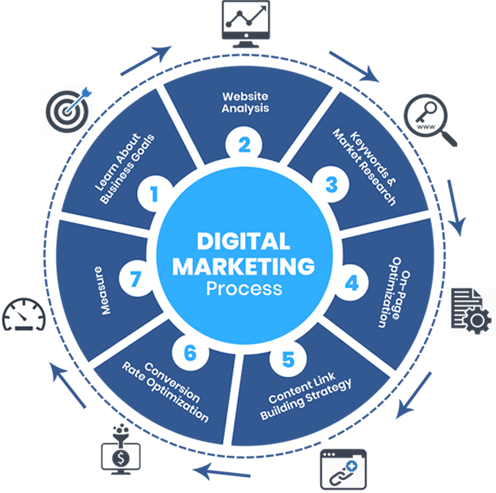 DIGITAL
MARKETING
Process
1
Learn About
Business Goals
2
Website
Analysis
3
Keywords &
Market Research
4
On-Page
Optimization
5
Content Link
Building Strategy
6
Conversion
Rate Optimization
7
Measure
www
$